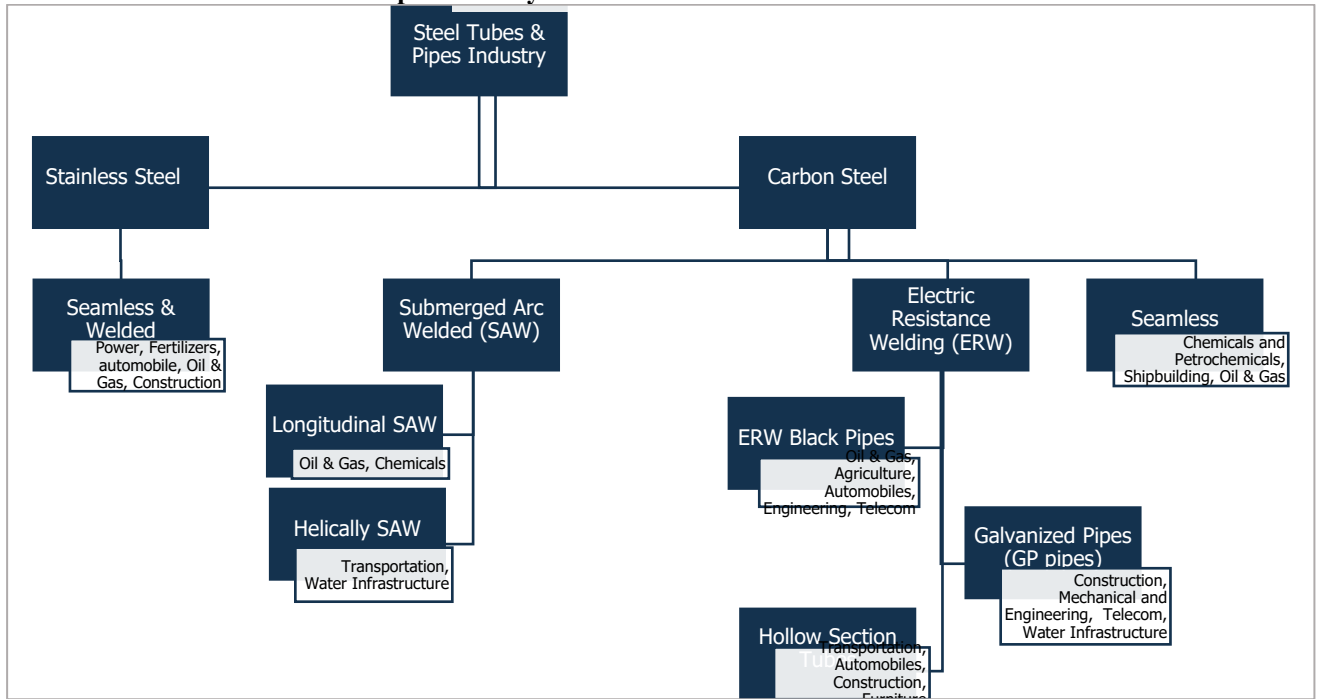 Steel Tubes &
Pipes Industry
Stainless Steel
Carbon Steel
Seamless &
Welded
Power, Fertilizers,
automobile, Oil &
Gas, Construction
Submerged Arc
Welded (SAW)
Longitudinal SAW
Oil & Gas, Chemicals
Helically SAW
Transportation,
Water Infrastructure
Electric
Resistance
Welding (ERW)
ERW Black Pipes
Oil & Gas,
Agriculture,
Automobiles,
Engineering, Telecom
Galvanized Pipes
(GP pipes)
Construction,
Mechanical and
Engineering, Telecom,
Water Infrastructure
Hollow Section
Transportation,
Automobiles,
Construction,
Furniture
Seamless
Chemicals and
Petrochemicals,
Shipbuilding, Oil & Gas